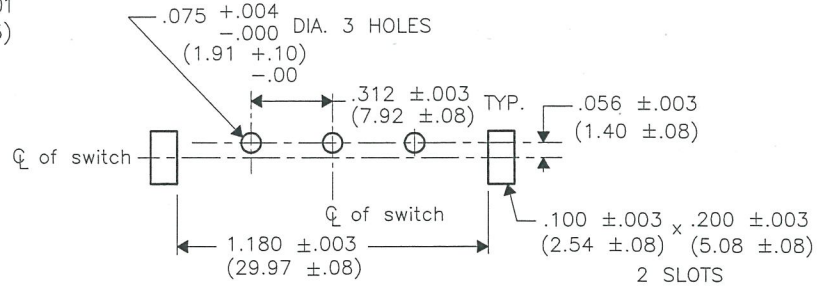 .075 +.004
-.000 DIA. 3 HOLES
(1.91 +.10)
-.00
.312 ±.003 TYP.
(7.92 ±.08)
.056 ±.003
(1.40 ±.08)
℄ of switch
℄ of switch
1.180 ±.003
(29.97 ±.08)
.100 ±.003 x .200 ±.003
(2.54 ±.08) (5.08 ±.08)
2 SLOTS